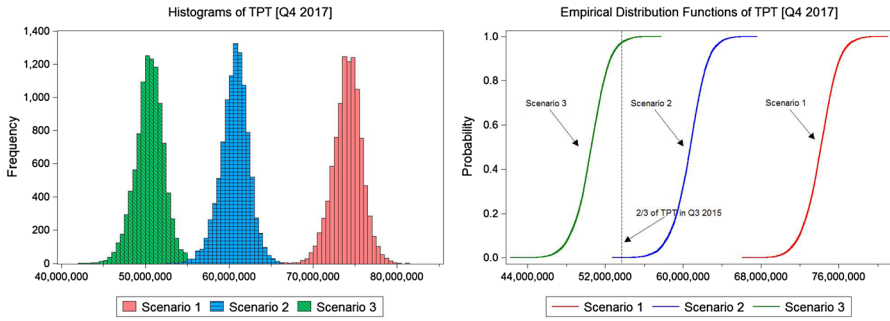 Histograms of TPT [Q4 2017]
1,400
1,200
1,000
800
600
400
200
0
Frequency
40,000,000
50,000,000
60,000,000
70,000,000
80,000,000
Scenario 1 Scenario 2 Scenario 3
Empirical Distribution Functions of TPT [Q4 2017]
1.0
0.8
0.6
0.4
0.2
0.0
Probability
Scenario 3
Scenario 2
Scenario 1
2/3 of TPT in Q3 2015
44,000,000
52,000,000
60,000,000
68,000,000
76,000,000
Scenario 1 Scenario 2 Scenario 3